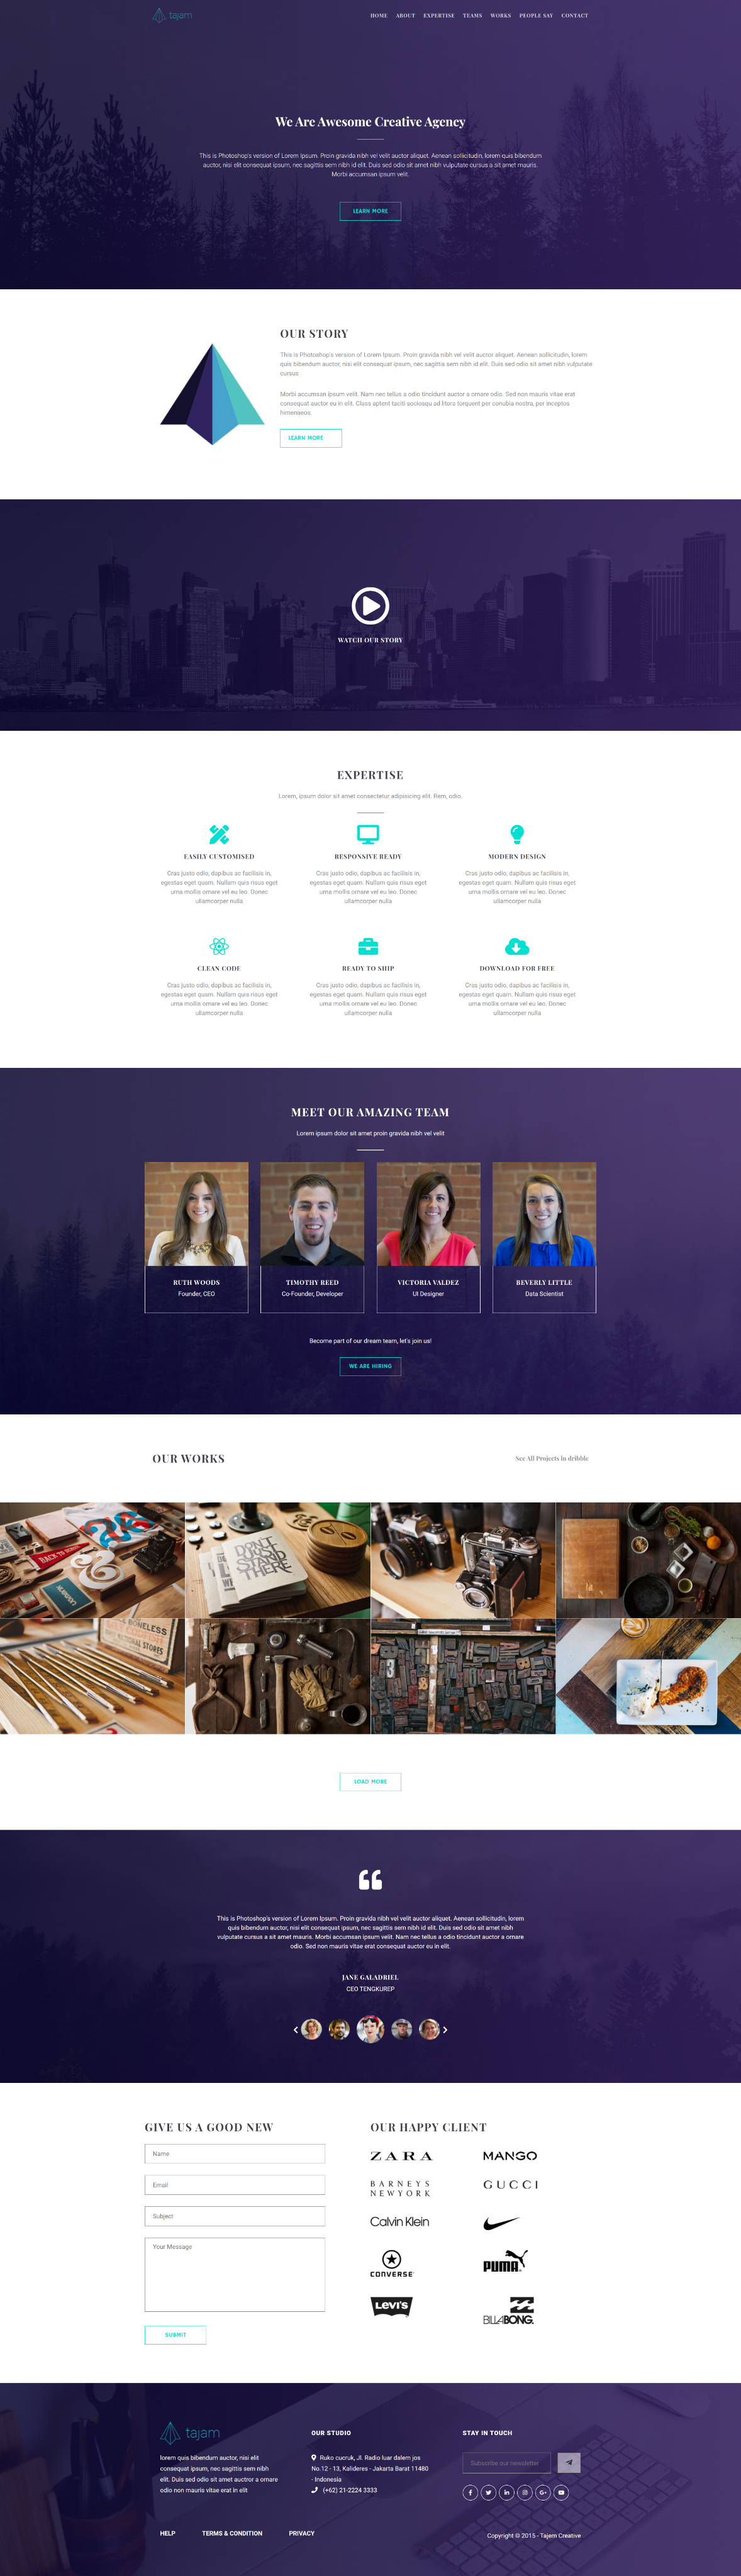 tajam
HOME ABOUT EXPERTISE TEAMS WORKS PEOPLE SAY CONTACT
We Are Awesome Creative Agency
This is Photoshop's version of Lorem Ipsum. Proin gravida nibh vel velit auctor aliquet. Aenean sollicitudin, lorem quis bibendum
auctor, nisi elit consequat ipsum, nec sagittis sem nibh id elit. Duis sed odio sit amet nibh vulputate cursus a sit amet mauris.
Morbi accumsan ipsum velit.
LEARN MORE
OUR STORY
This is Photoshop's version of Lorem Ipsum. Proin gravida nibh vel velit auctor aliquet. Aenean sollicitudin, lorem
quis bibendum auctor, nisi elit consequat ipsum, nec sagittis sem nibh id elit. Duis sed odio sit amet nibh vulputate
cursus
Morbi accumsan ipsum velit. Nam nec tellus a odio tincidunt auctor a ornare odio. Sed non mauris vitae erat
consequat auctor eu in elit. Class aptent taciti sociosqu ad litora torquent per conubia nostra, per inceptos
himenaeos.
LEARN MORE
WATCH OUR STORY
EXPERTISE
Lorem, ipsum dolor sit amet consectetur adipisicing elit. Rem, odio.
EASILY CUSTOMISED
Cras justo odio, dapibus ac facilisis in,
egestas eget quam. Nullam quis risus eget
urna mollis ornare vel eu leo. Donec
ullamcorper nulla
RESPONSIVE READY
Cras justo odio, dapibus ac facilisis in,
egestas eget quam. Nullam quis risus eget
urna mollis ornare vel eu leo. Donec
ullamcorper nulla
MODERN DESIGN
Cras justo odio, dapibus ac facilisis in,
egestas eget quam. Nullam quis risus eget
urna mollis ornare vel eu leo. Donec
ullamcorper nulla
CLEAN CODE
Cras justo odio, dapibus ac facilisis in,
egestas eget quam. Nullam quis risus eget
urna mollis ornare vel eu leo. Donec
ullamcorper nulla
READY TO SHIP
Cras justo odio, dapibus ac facilisis in,
egestas eget quam. Nullam quis risus eget
urna mollis ornare vel eu leo. Donec
ullamcorper nulla
DOWNLOAD FOR FREE
Cras justo odio, dapibus ac facilisis in,
egestas eget quam. Nullam quis risus eget
urna mollis ornare vel eu leo. Donec
ullamcorper nulla
MEET OUR AMAZING TEAM
Lorem ipsum dolor sit amet proin gravida nibh vel velit
RUTH WOODS
Founder, CEO
TIMOTHY REED
Co-Founder, Developer
VICTORIA VALDEZ
UI Designer
BEVERLY LITTLE
Data Scientist
Become part of our dream team, let's join us!
WE ARE HIRING
OUR WORKS
See All Projects in dribble
DON'T
JUST
STAND
THERE
BONELESS
STORES
LOAD MORE
This is Photoshop's version of Lorem Ipsum. Proin gravida nibh vel velit auctor aliquet. Aenean sollicitudin, lorem
quis bibendum auctor, nisi elit consequat ipsum, nec sagittis sem nibh id elit. Duis sed odio sit amet nibh
vulputate cursus a sit amet mauris. Morbi accumsan ipsum velit. Nam nec tellus a odio tincidunt auctor a ornare
odio. Sed non mauris vitae erat consequat auctor eu in elit.
JANE GALADRIEL
CEO TENGKUREP
GIVE US A GOOD NEW
Name
Email
Subject
Your Message
SUBMIT
OUR HAPPY CLIENT
ZARA
MANGO
BARNEYS
NEWYORK
GUCCI
Calvin Klein
CONVERSE
PUMA
LEVI'S
BILLABONG
tajam
lorem quis bibendum auctor, nisi elit
consequat ipsum, nec sagittis sem nibh
elit. Duis sed odio sit amet auctror a ornare
odio non mauris vitae erat in elit
OUR STUDIO
Ruko cucruk, Jl. Radio luar dalem jos
No.12 - 13, Kalideres - Jakarta Barat 11480
- Indonesia
(+62) 21-2224 3333
STAY IN TOUCH
Subscribe our newsletter
HELP TERMS & CONDITION PRIVACY
Copyright © 2015 - Tajem Creative